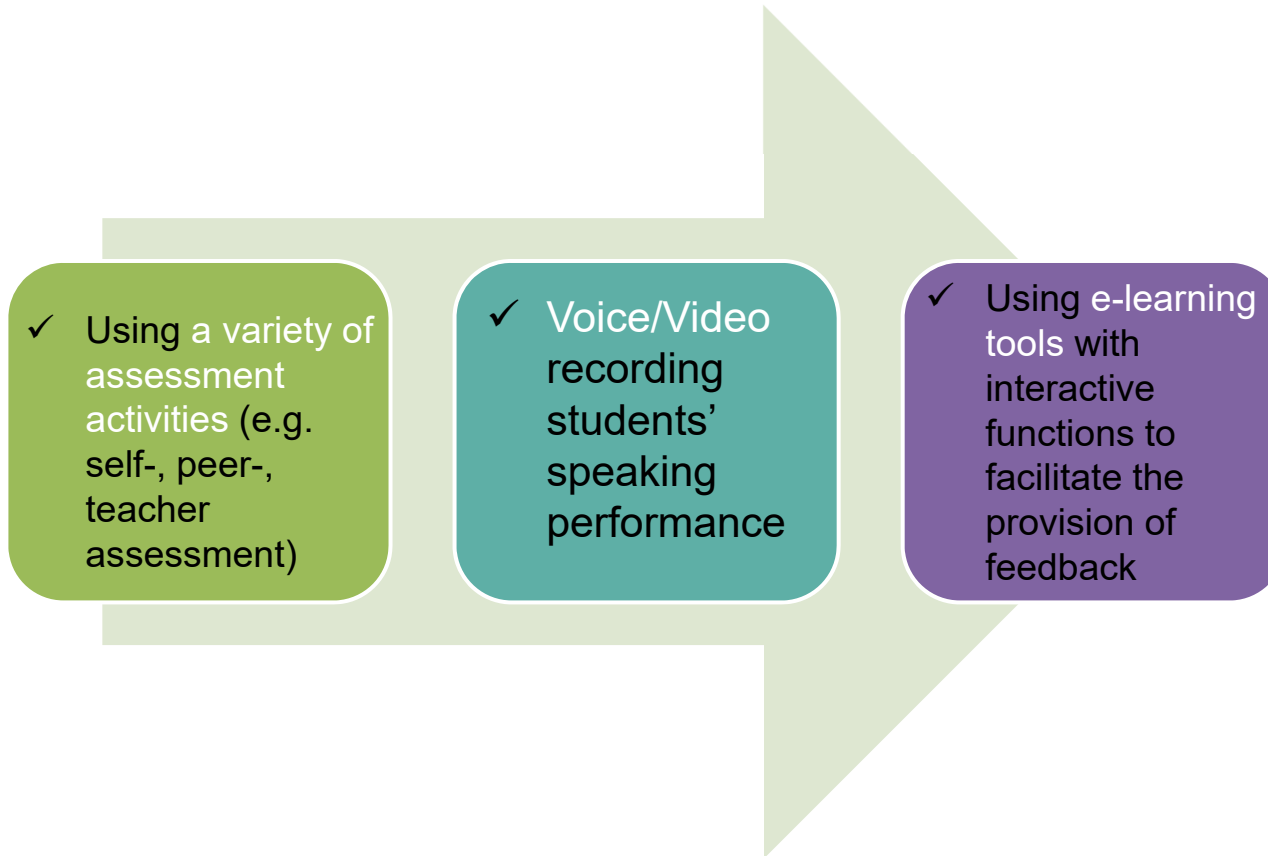 ✓ Using a variety of
assessment
activities (e.g.
self-, peer-,
teacher
assessment)
✓ Voice/Video
recording
students’
speaking
performance
✓ Using e-learning
tools with
interactive
functions to
facilitate the
provision of
feedback